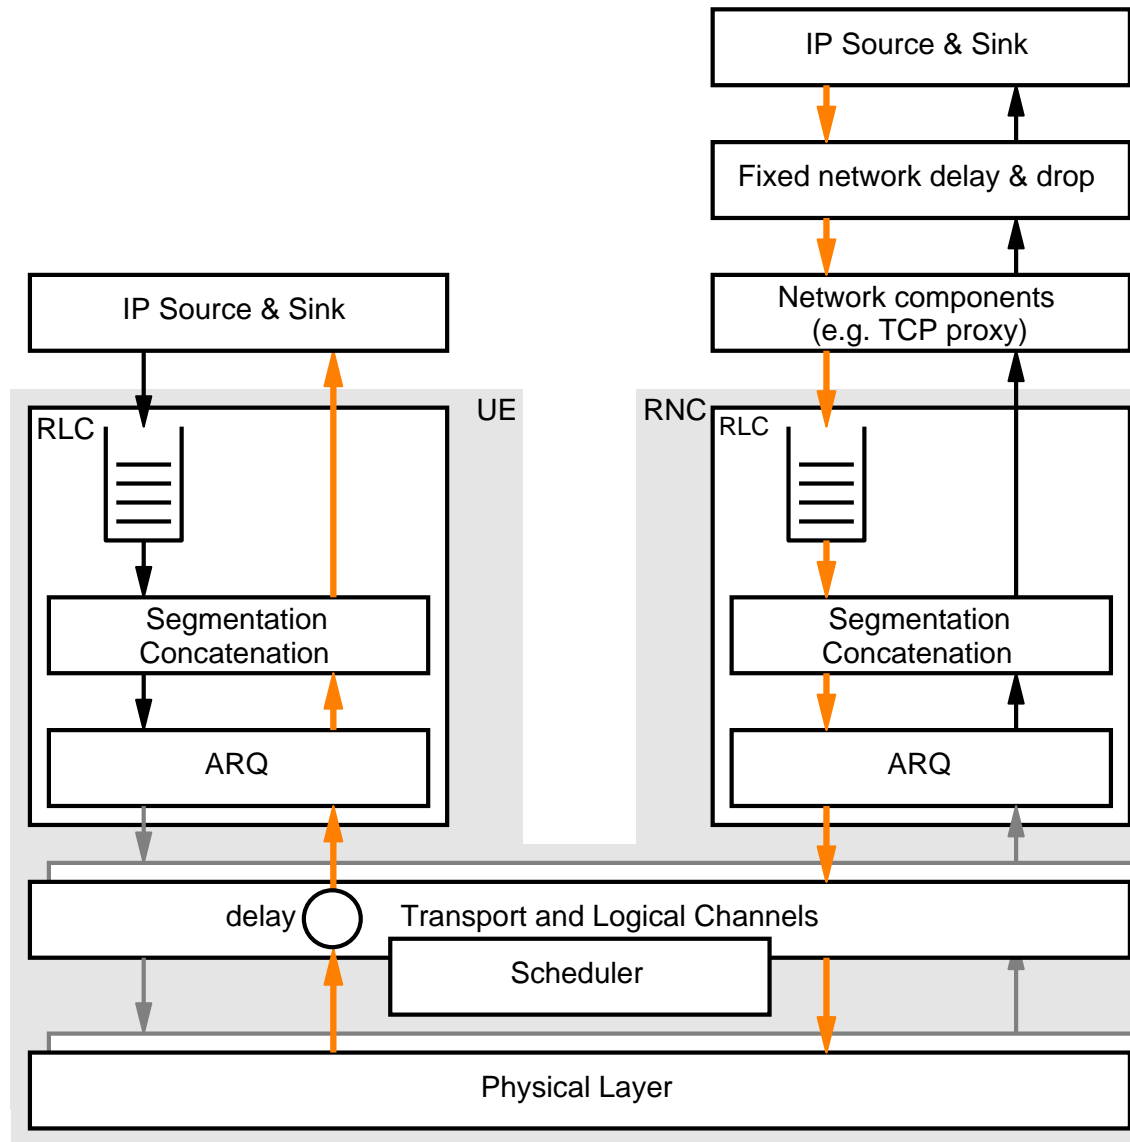 IP Source & Sink
Fixed network delay & drop
Network components
(e.g. TCP proxy)
IP Source & Sink
UE
RLC
Segmentation
Concatenation
ARQ
RNC
RLC
Segmentation
Concatenation
ARQ
delay
Transport and Logical Channels
Scheduler
Physical Layer